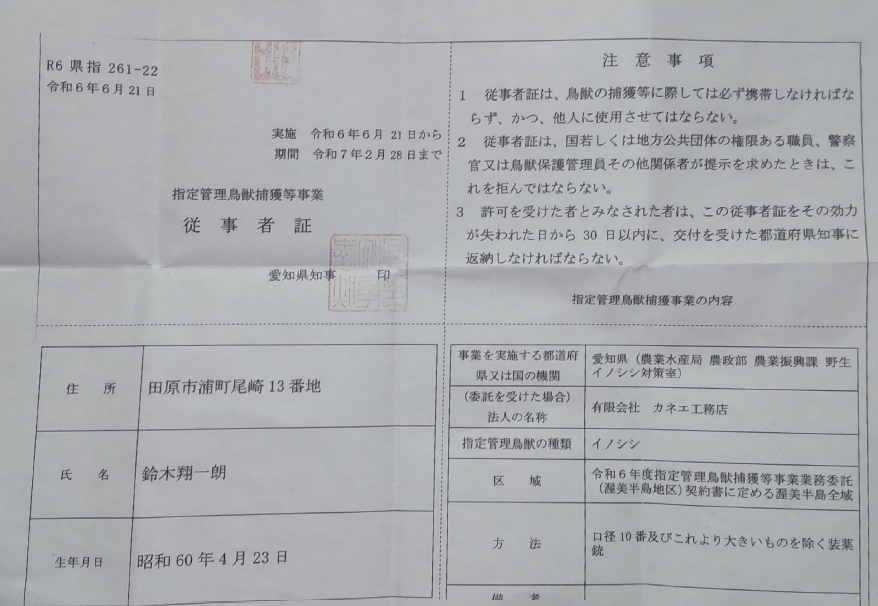 R6 県指 261-22
令和6年6月21日
実施 令和6年6月 21日から
期間 令和7年2月28日まで
指定管理鳥獣捕獲等事業
従事者証
愛知県知事 印
注意事項
1 従事者証は、鳥獣の捕獲等に際しては必ず携帯しなければな
らず、かつ、他人に使用させてはならない。
2 従事者証は、国若しくは地方公共団体の権限ある職員、警察
官又は鳥獣保護管理員その他関係者が提示を求めたときは、こ
れを拒んではならない。
3 許可を受けた者とみなされた者は、この従事者証をその効力
が失われた日から 30 日以内に、交付を受けた都道府県知事に
返納しなければならない。
指定管理鳥獣捕獲事業の内容
住所 田原市浦町尾崎 13 番地
氏名 鈴木翔一朗
生年月日 昭和 60 年 4 月 23 日
事業を実施する都道府
県又は国の機関
愛知県（農業水産局 農政部 農業振興課 野生
イノシシ対策室）
（委託を受けた場合）
法人の名称
有限会社 カネエ工務店
指定管理鳥獣の種類 イノシシ
区域
令和6年度指定管理鳥獣捕獲等事業業務委託
（渥美半島地区）契約書に定める渥美半島全域
方法
口径 10 番及びこれより大きいものを除く装薬
銃
備考